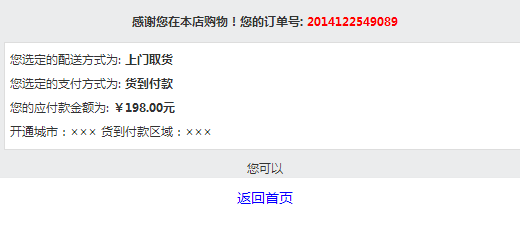 感谢您在本店购物！您的订单号: 2014122549089
您选定的配送方式为: 上门取货
您选定的支付方式为: 货到付款
您的应付款金额为: ￥198.00元
开通城市：××× 货到付款区域：×××
您可以
返回首页